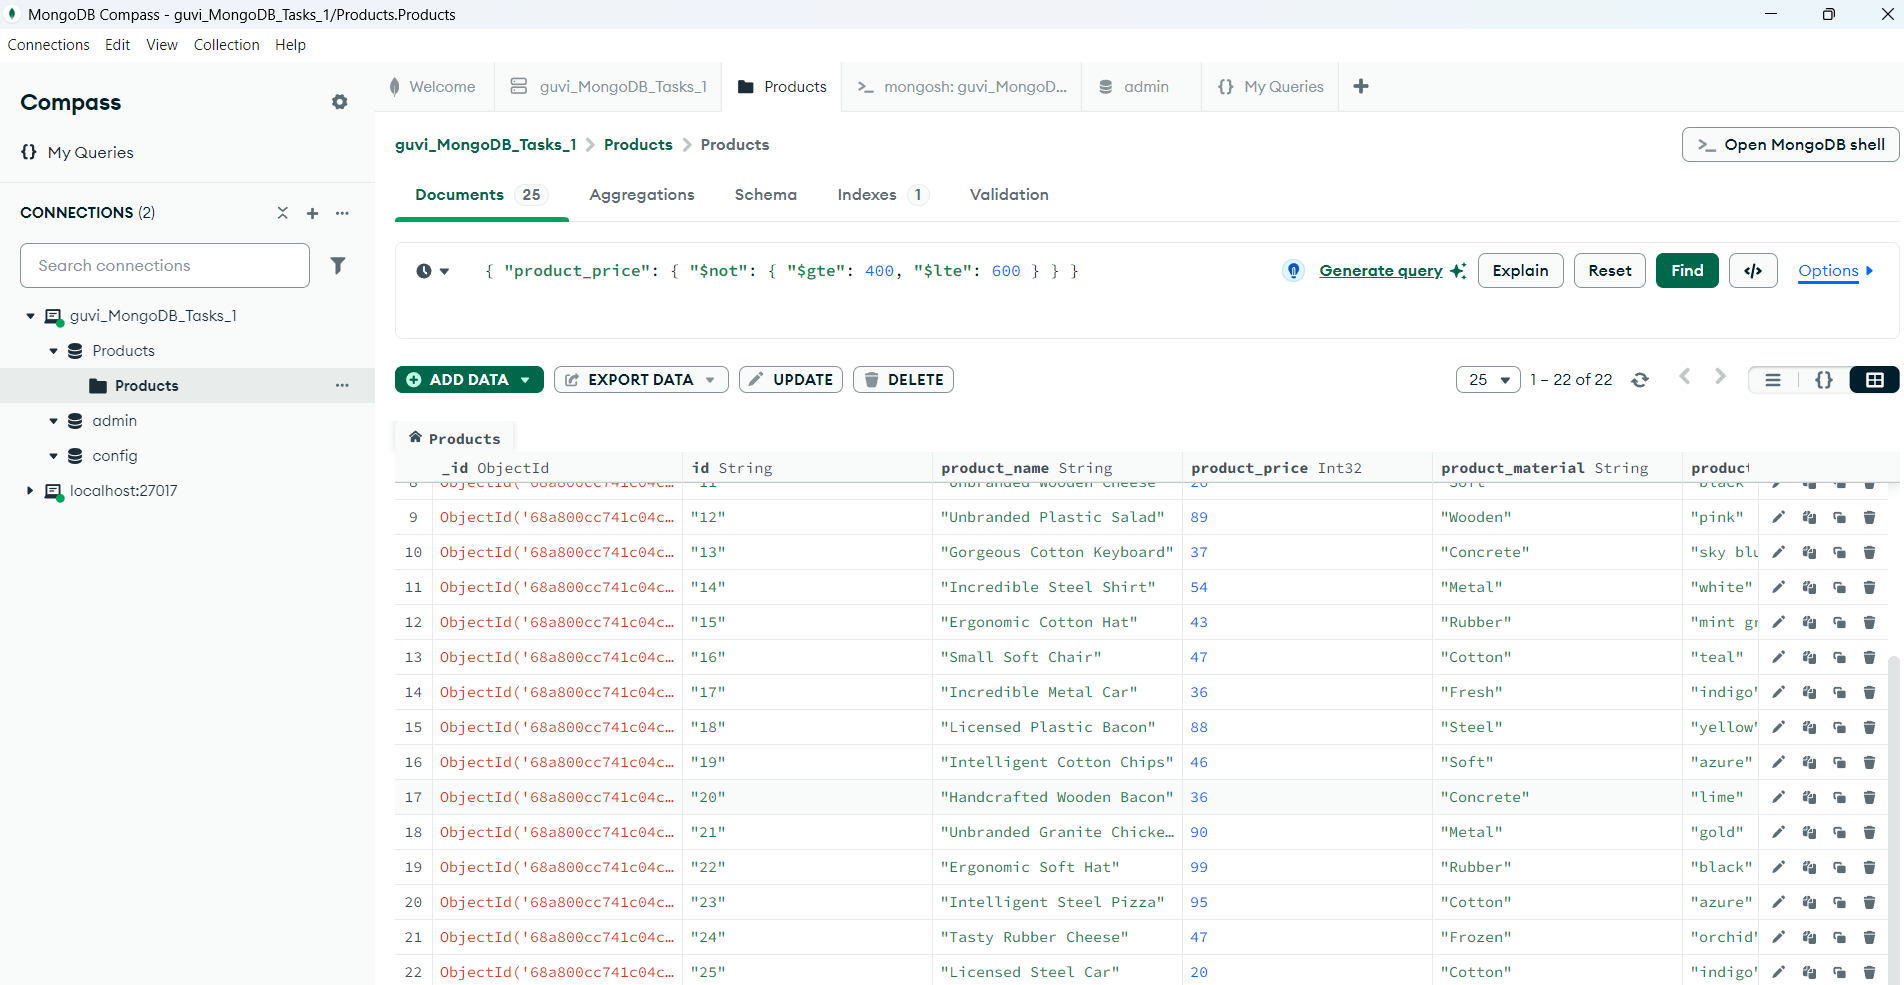 MongoDB Compass - guvi_MongoDB_Tasks_1/Products.Products
Connections Edit View Collection Help
Compass
My Queries
CONNECTIONS (2)
Search connections
guvi_MongoDB_Tasks_1
Products
Products
admin
config
localhost:27017
Welcome guvi_MongoDB_Tasks_1 Products mongosh: guvi_MongoD... admin My Queries
guvi_MongoDB_Tasks_1 Products Products
Open MongoDB shell
Documents 25 Aggregations Schema Indexes 1 Validation
{ "product_price": { "$not": { "$gte": 400, "$lte": 600 } } }
Generate query Explain Reset Find </> Options
ADD DATA EXPORT DATA UPDATE DELETE
25 1 – 22 of 22
Products
_id ObjectId id String product_name String product_price Int32 product_material String product
8 ObjectId('68a800cc741c04c… "11" "Unbranded Wooden Cheese" 26 "Soft" "black"
9 ObjectId('68a800cc741c04c… "12" "Unbranded Plastic Salad" 89 "Wooden" "pink"
10 ObjectId('68a800cc741c04c… "13" "Gorgeous Cotton Keyboard" 37 "Concrete" "sky blu
11 ObjectId('68a800cc741c04c… "14" "Incredible Steel Shirt" 54 "Metal" "white"
12 ObjectId('68a800cc741c04c… "15" "Ergonomic Cotton Hat" 43 "Rubber" "mint gr
13 ObjectId('68a800cc741c04c… "16" "Small Soft Chair" 47 "Cotton" "teal"
14 ObjectId('68a800cc741c04c… "17" "Incredible Metal Car" 36 "Fresh" "indigo"
15 ObjectId('68a800cc741c04c… "18" "Licensed Plastic Bacon" 88 "Steel" "yellow"
16 ObjectId('68a800cc741c04c… "19" "Intelligent Cotton Chips" 46 "Soft" "azure"
17 ObjectId('68a800cc741c04c… "20" "Handcrafted Wooden Bacon" 36 "Concrete" "lime"
18 ObjectId('68a800cc741c04c… "21" "Unbranded Granite Chicke… 90 "Metal" "gold"
19 ObjectId('68a800cc741c04c… "22" "Ergonomic Soft Hat" 99 "Rubber" "black"
20 ObjectId('68a800cc741c04c… "23" "Intelligent Steel Pizza" 95 "Cotton" "azure"
21 ObjectId('68a800cc741c04c… "24" "Tasty Rubber Cheese" 47 "Frozen" "orchid"
22 ObjectId('68a800cc741c04c… "25" "Licensed Steel Car" 20 "Cotton" "indigo"